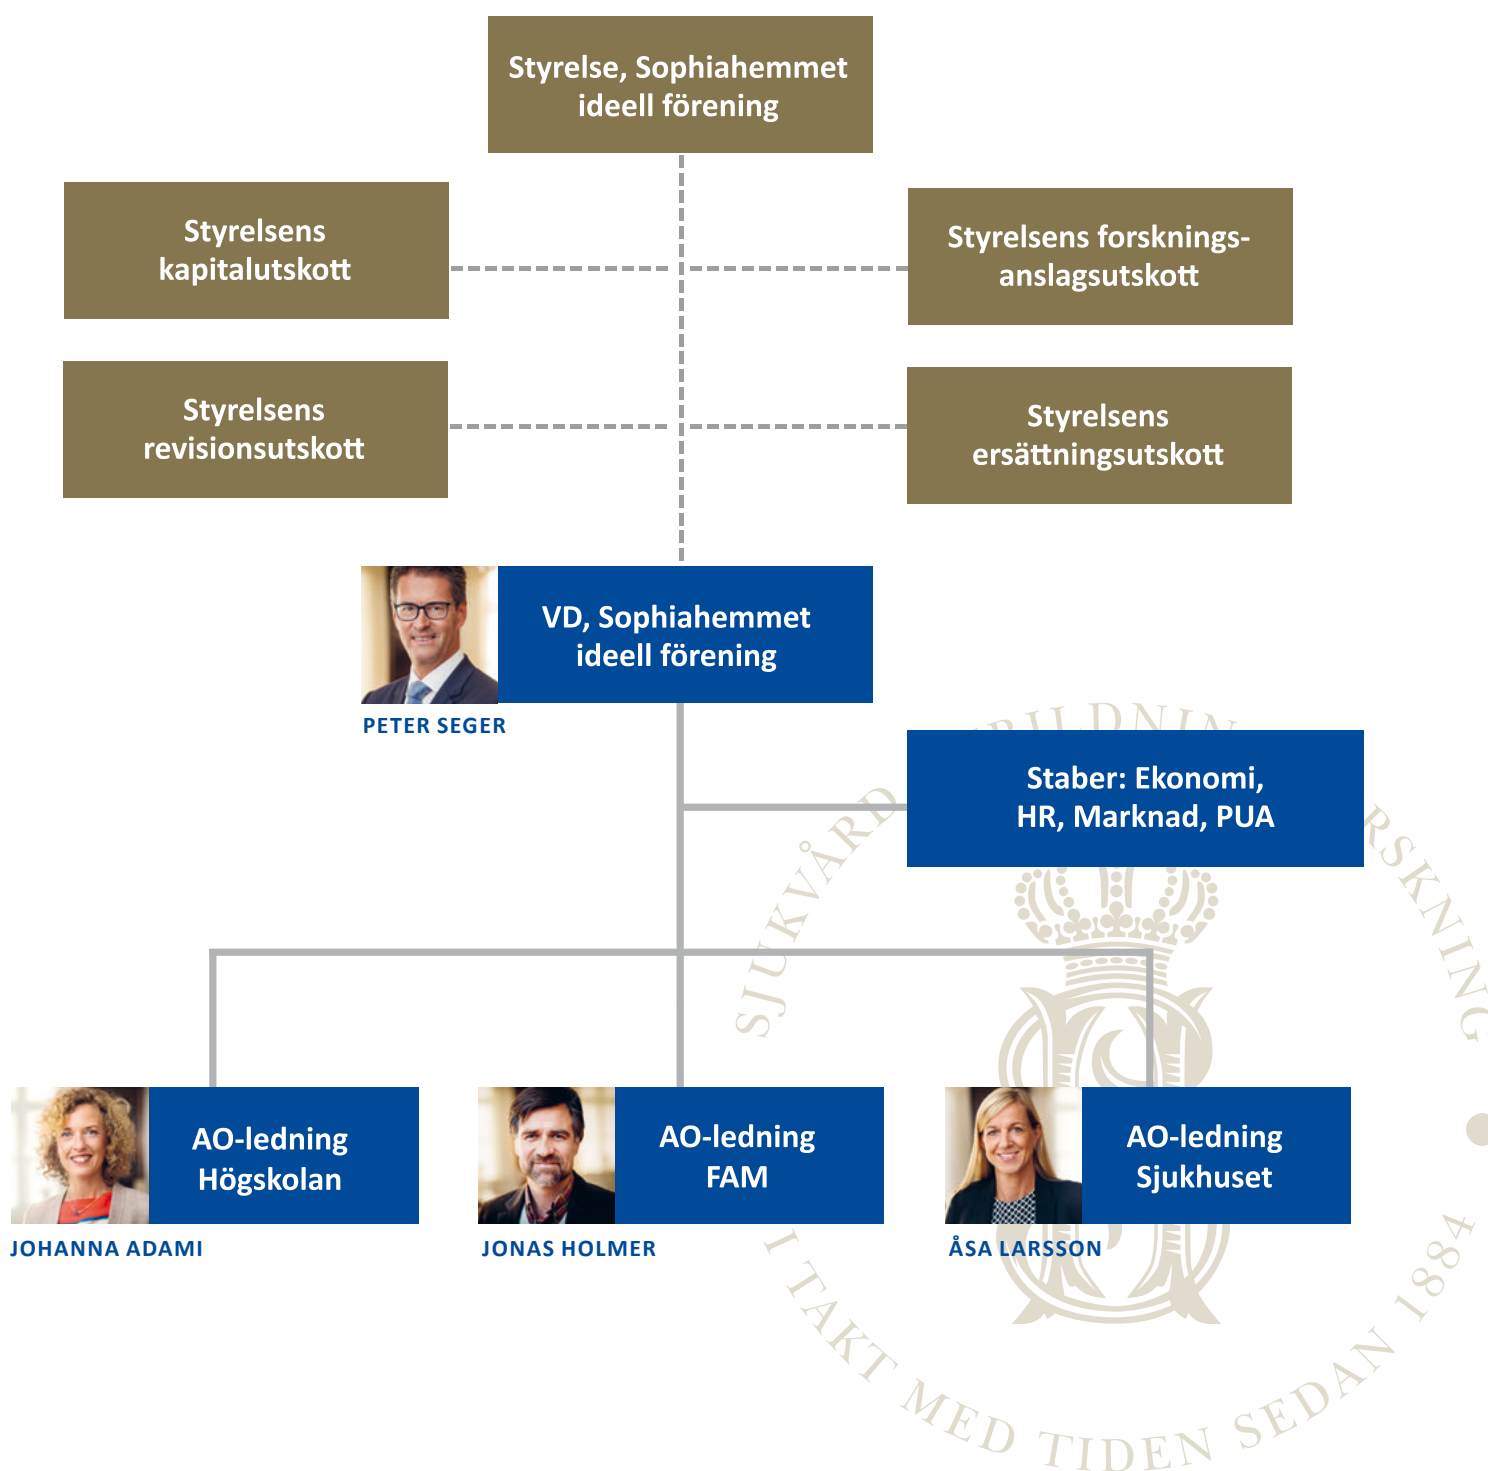 Styrelse, Sophiahemmet
ideell förening
Styrelsens
kapitalutskott
Styrelsens forsknings-
anslagsutskott
Styrelsens
revisionsutskott
Styrelsens
ersättningsutskott
VD, Sophiahemmet
ideell förening
PETER SEGER
Staber: Ekonomi,
HR, Marknad, PUA
SJUKVÅRD
AO-ledning
Högskolan
JOHANNA ADAMI
AO-ledning
FAM
JONAS HOLMER
AO-ledning
Sjukhuset
ÅSA LARSSON
I TAKT MED TIDEN SEDAN 1884